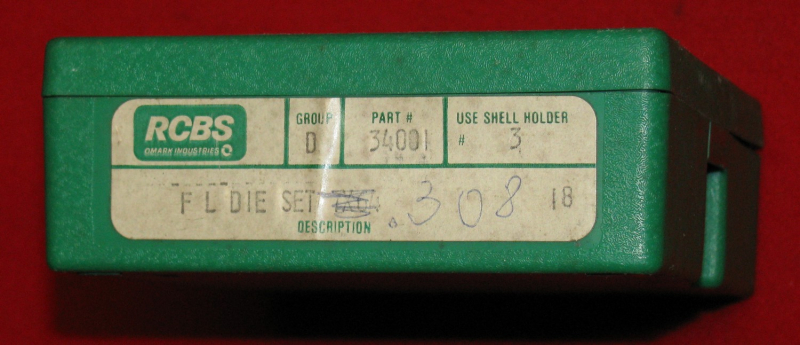 RCBS GROUP PART # USE SHELL HOLDER
OMARK INDUSTRIES D 34001 # 3
F L DIE SET .308 18
DESCRIPTION